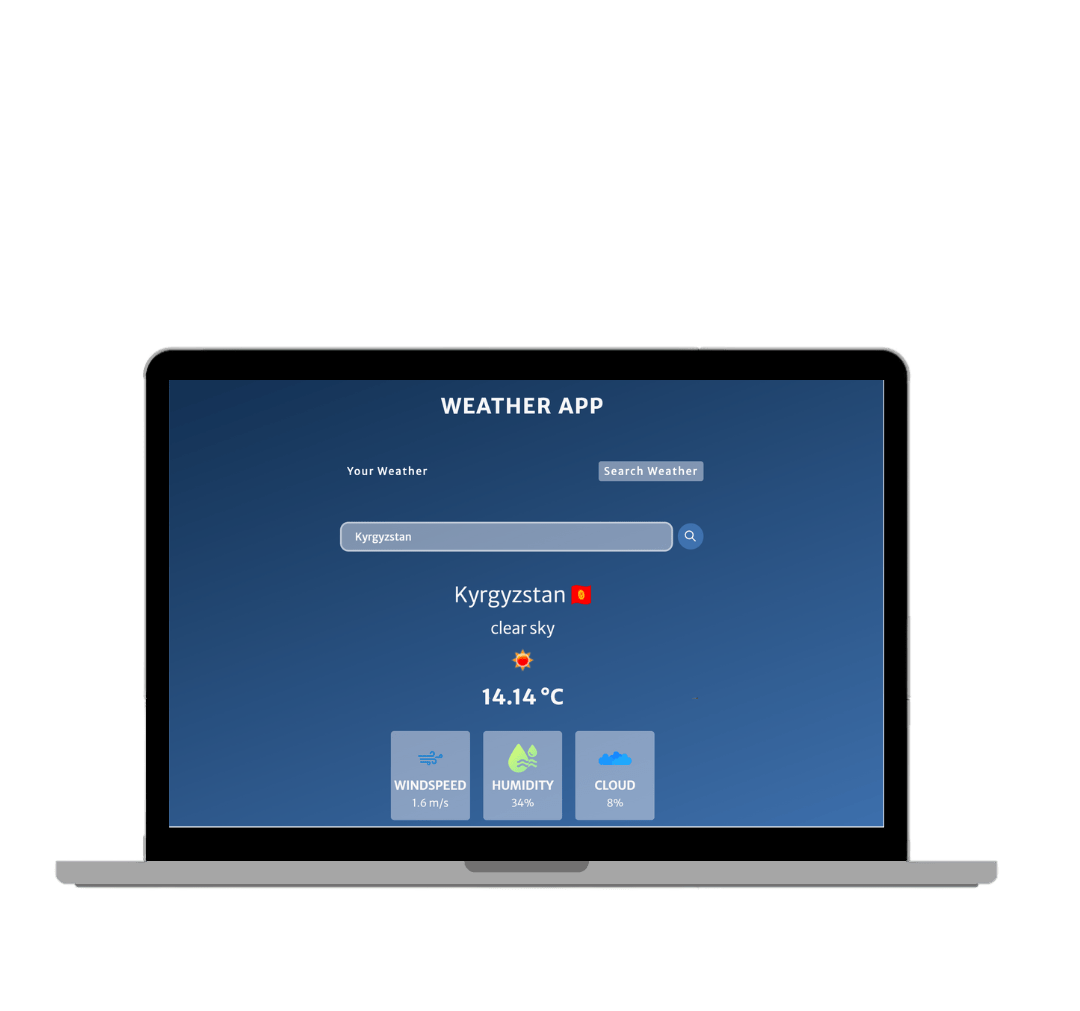 WEATHER APP
Your Weather
Search Weather
Kyrgyzstan
Kyrgyzstan
clear sky
14.14 °C
WINDSPEED
1.6 m/s
HUMIDITY
34%
CLOUD
8%